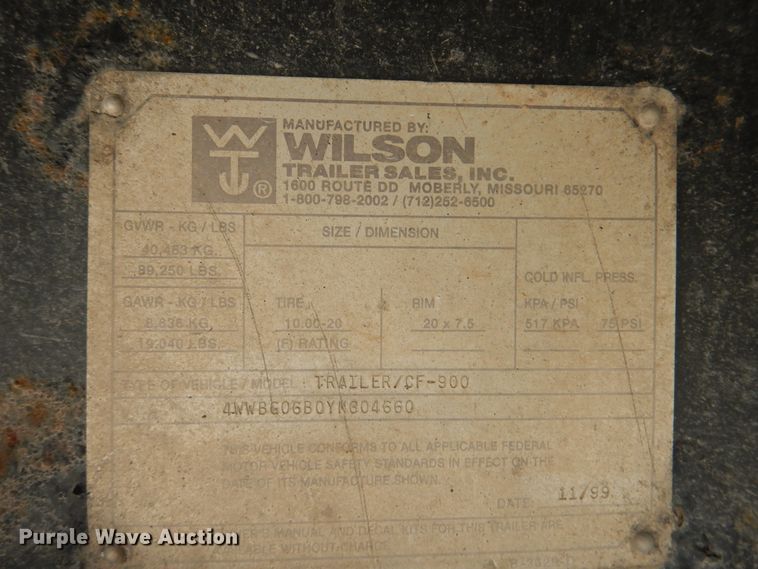 MANUFACTURED BY:
WILSON
TRAILER SALES, INC.
1600 ROUTE DD MOBERLY, MISSOURI 65270
1-800-798-2002 / (712)252-6500
GVWR - KG / LBS
40,483 KG.
89,250 LBS.
GAWR - KG / LBS
8,636 KG.
19,040 LBS.
SIZE / DIMENSION
TIRE RIM
10.00-20 20 x 7.5
(F) RATING
COLD INFL. PRESS.
KPA / PSI
517 KPA 75 PSI
TYPE OF VEHICLE / MODEL: TRAILER/CF-900
THIS VEHICLE CONFORMS TO ALL APPLICABLE FEDERAL
MOTOR VEHICLE SAFETY STANDARDS IN EFFECT ON THE
DATE OF ITS MANUFACTURE SHOWN.
DATE: 11/99
MANUAL AND DECAL KITS FOR THIS TRAILER ARE
WITHOUT CHARGE
Purple Wave Auction